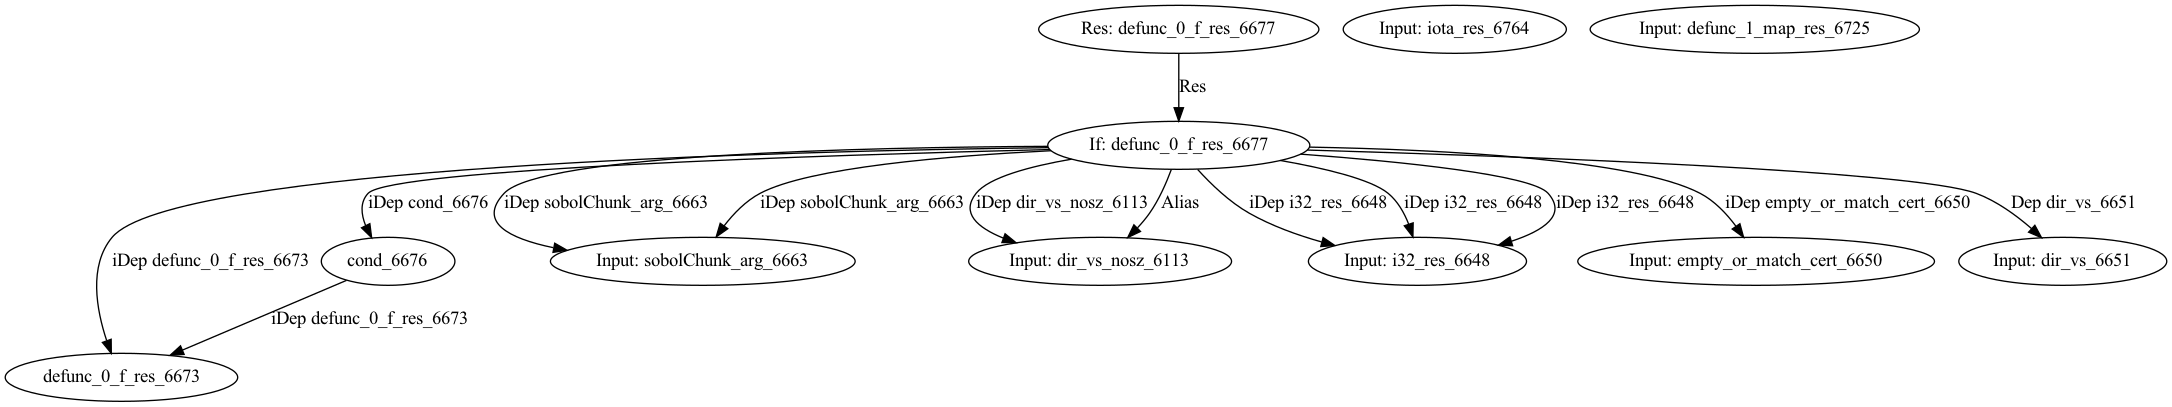 Res: defunc_0_f_res_6677
Input: iota_res_6764
Input: defunc_1_map_res_6725
Res
If: defunc_0_f_res_6677
iDep cond_6676
iDep sobolChunk_arg_6663
iDep sobolChunk_arg_6663
iDep dir_vs_nosz_6113
Alias
iDep i32_res_6648
iDep i32_res_6648
iDep i32_res_6648
iDep empty_or_match_cert_6650
Dep dir_vs_6651
iDep defunc_0_f_res_6673
cond_6676
Input: sobolChunk_arg_6663
Input: dir_vs_nosz_6113
Input: i32_res_6648
Input: empty_or_match_cert_6650
Input: dir_vs_6651
iDep defunc_0_f_res_6673
defunc_0_f_res_6673